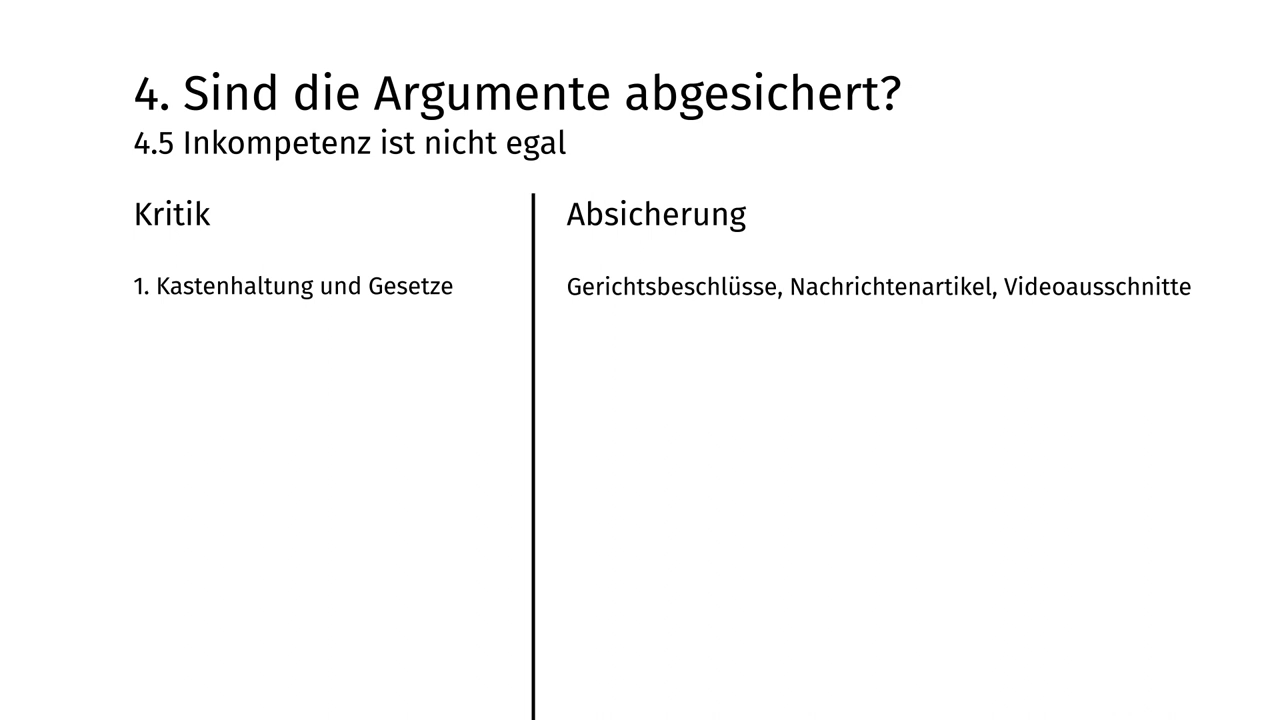 4. Sind die Argumente abgesichert?
4.5 Inkompetenz ist nicht egal
Kritik
Absicherung
1. Kastenhaltung und Gesetze
Gerichtsbeschlüsse, Nachrichtenartikel, Videoausschnitte